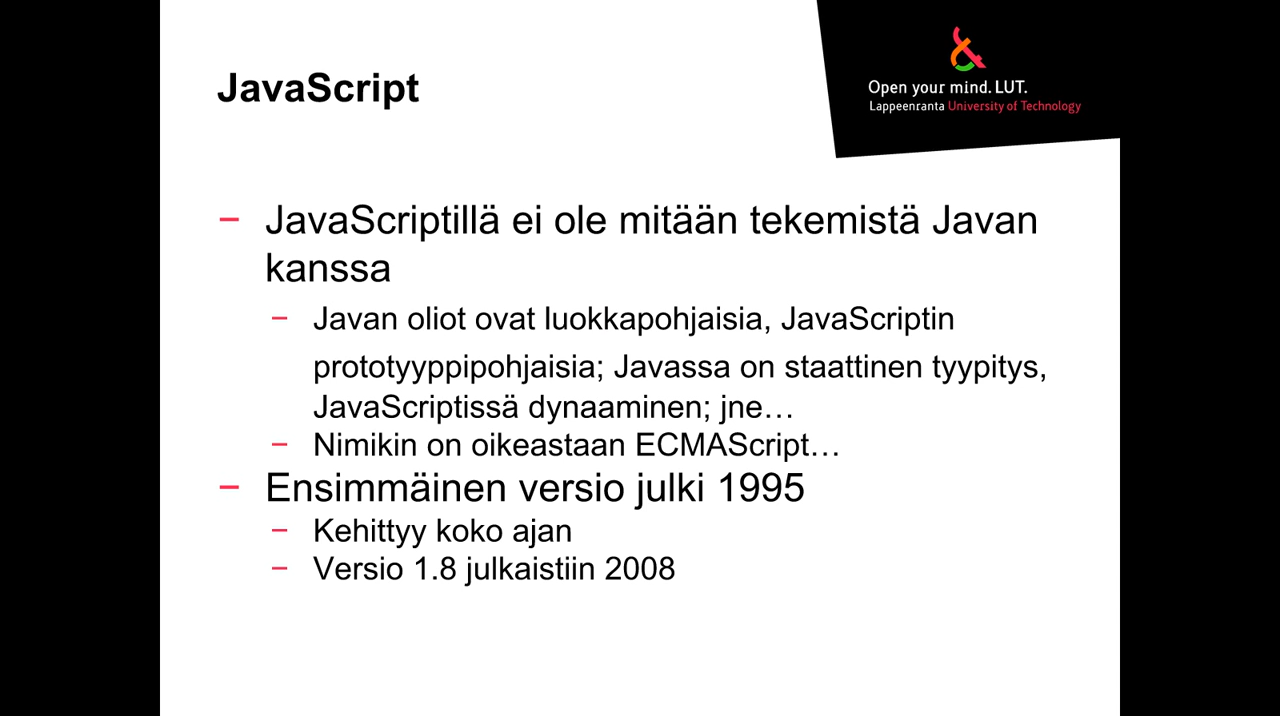 JavaScript
Open your mind. LUT.
Lappeenranta University of Technology
− JavaScriptillä ei ole mitään tekemistä Javan
kanssa
− Javan oliot ovat luokkapohjaisia, JavaScriptin
prototyyppipohjaisia; Javassa on staattinen tyypitys,
JavaScriptissä dynaaminen; jne…
− Nimikin on oikeastaan ECMAScript…
− Ensimmäinen versio julki 1995
− Kehittyy koko ajan
− Versio 1.8 julkaistiin 2008